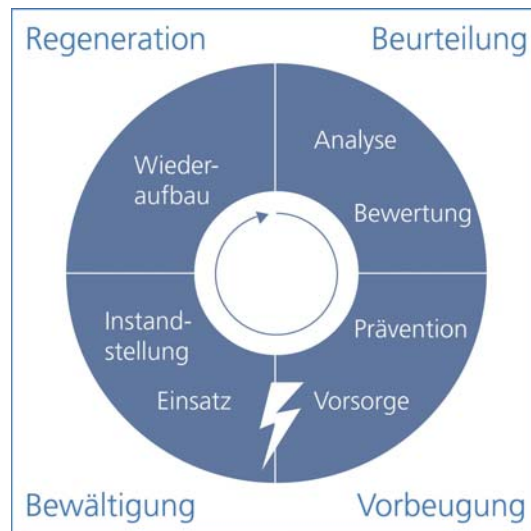 Regeneration
Beurteilung
Analyse
Bewertung
Wieder-
aufbau
Prävention
Vorsorge
Instand-
stellung
Einsatz
Bewältigung
Vorbeugung